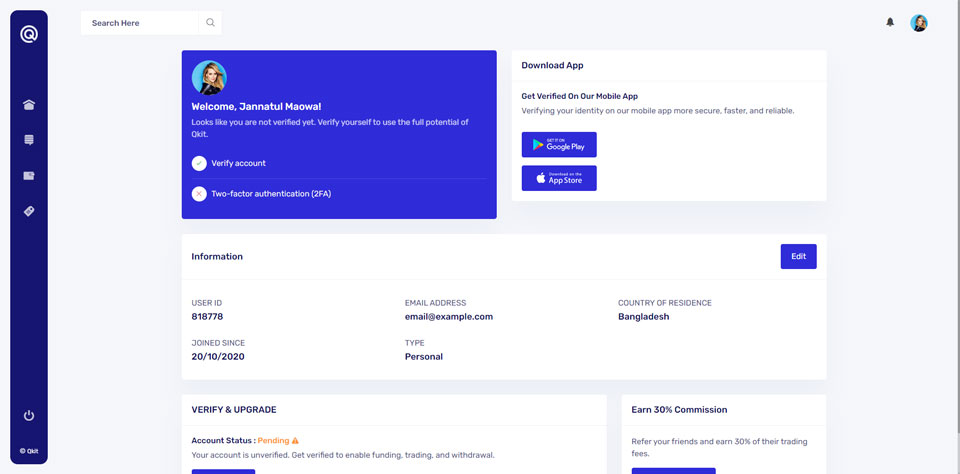 Search Here
Welcome, Jannatul Maowa!
Looks like you are not verified yet. Verify yourself to use the full potential of
Qkit.
Verify account
Two-factor authentication (2FA)
Download App
Get Verified On Our Mobile App
Verifying your identity on our mobile app more secure, faster, and reliable.
GET IT ON
Google Play
Download on the
App Store
Information
Edit
USER ID
818778
EMAIL ADDRESS
email@example.com
COUNTRY OF RESIDENCE
Bangladesh
JOINED SINCE
20/10/2020
TYPE
Personal
VERIFY & UPGRADE
Account Status : Pending
Your account is unverified. Get verified to enable funding, trading, and withdrawal.
Earn 30% Commission
Refer your friends and earn 30% of their trading
fees.
© Qkit